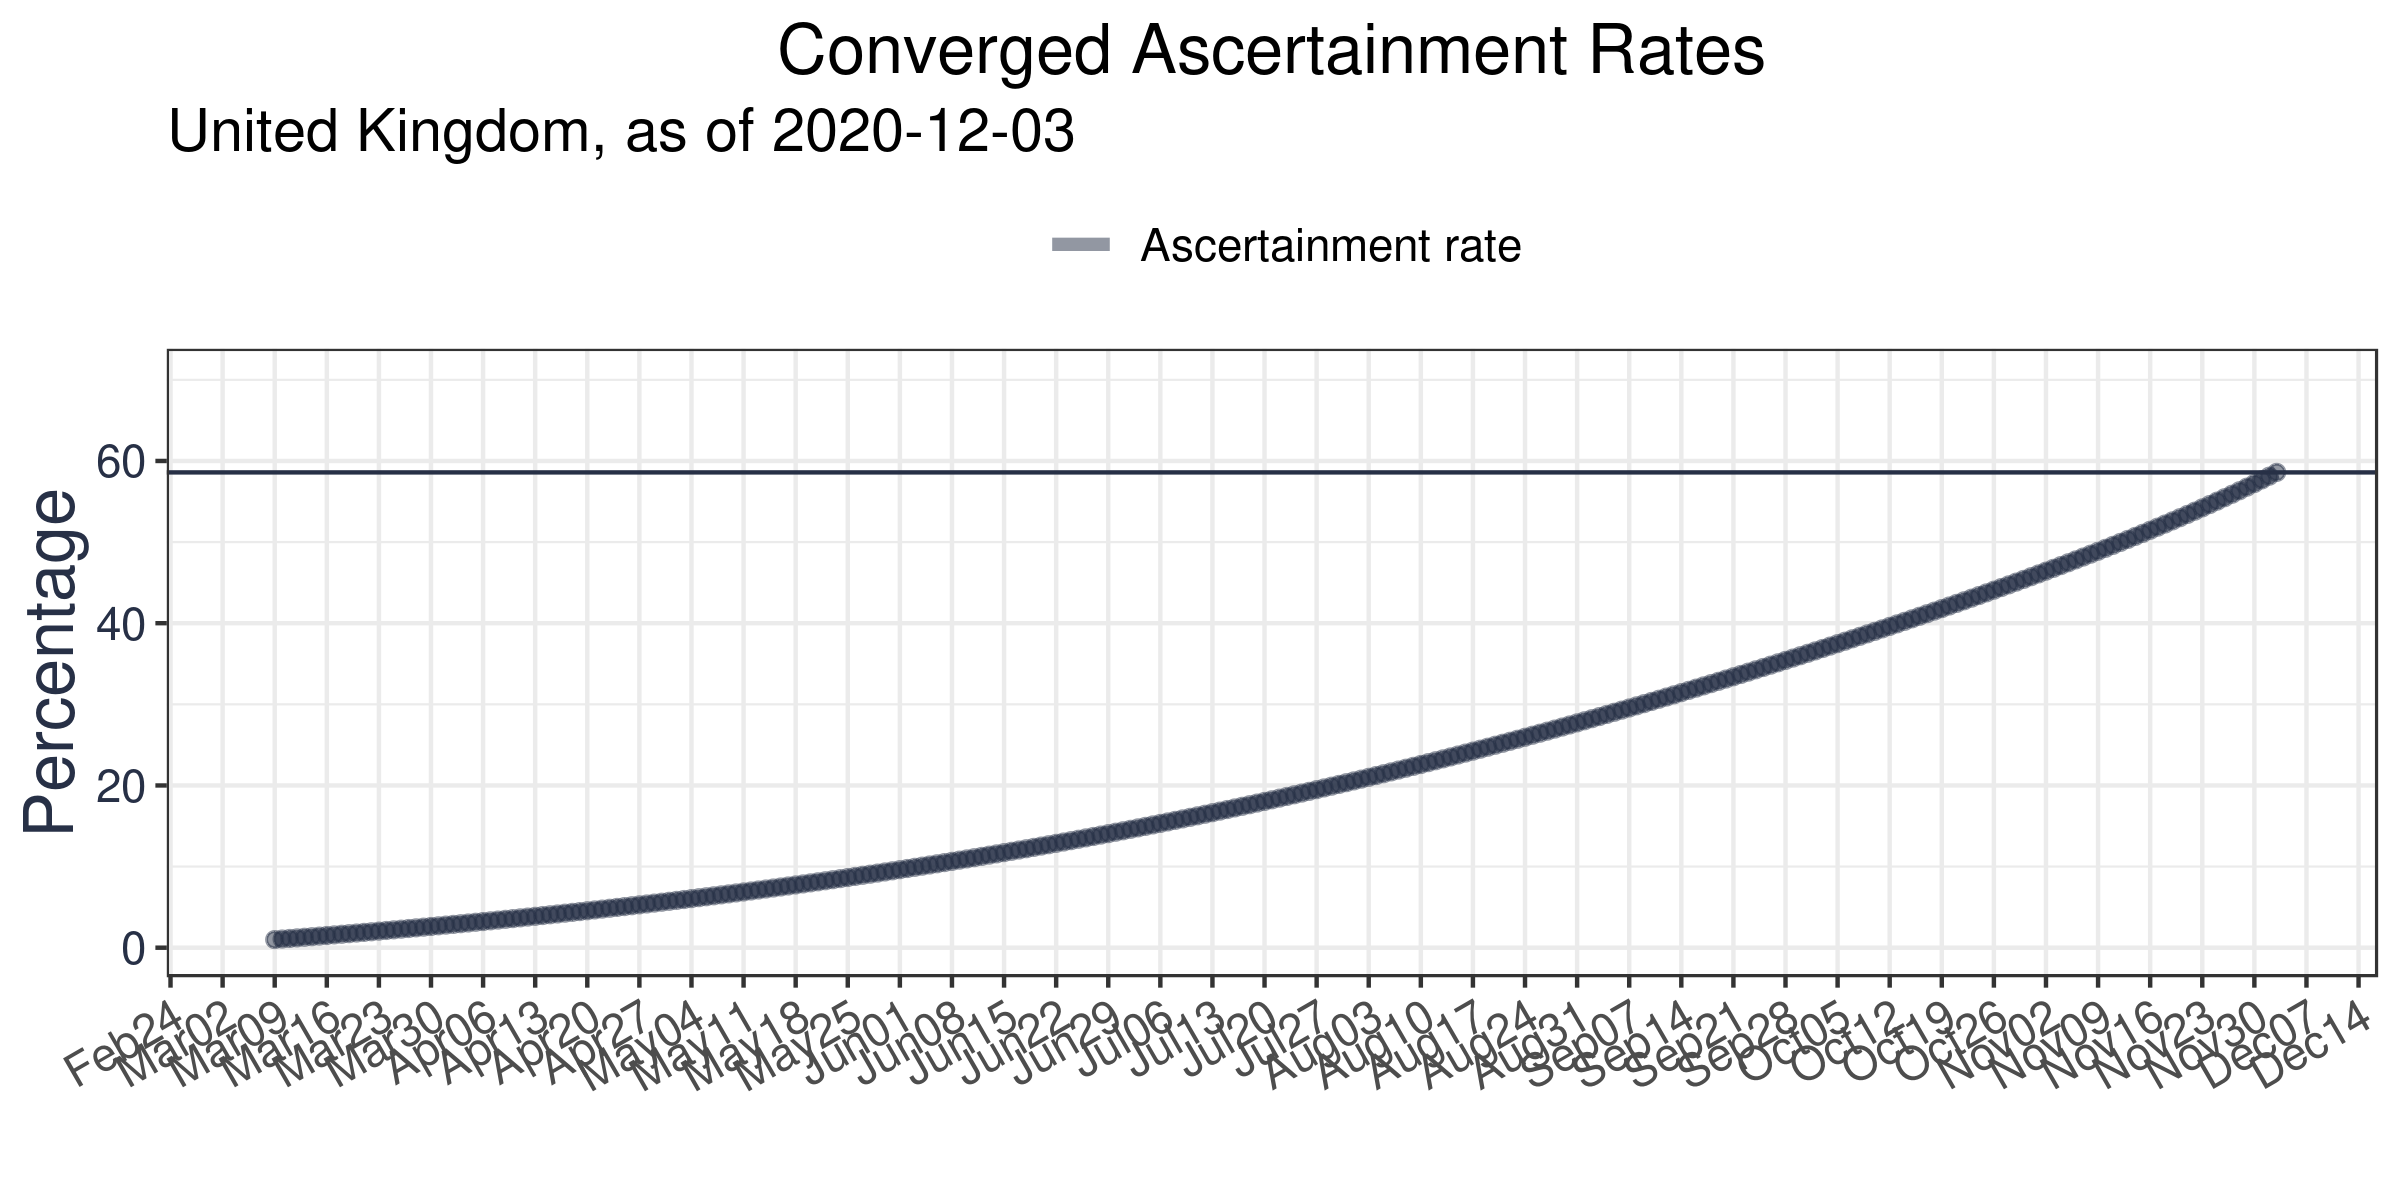 Converged Ascertainment Rates
United Kingdom, as of 2020-12-03
Ascertainment rate
Percentage
60
40
20
0
Feb24
Mar02
Mar09
Mar16
Mar23
Mar30
Apr06
Apr13
Apr20
Apr27
May04
May11
May18
May25
Jun01
Jun08
Jun15
Jun22
Jun29
Jul06
Jul13
Jul20
Jul27
Aug03
Aug10
Aug17
Aug24
Aug31
Sep07
Sep14
Sep21
Sep28
Oct05
Oct12
Oct19
Oct26
Nov02
Nov09
Nov16
Nov23
Nov30
Dec07
Dec14